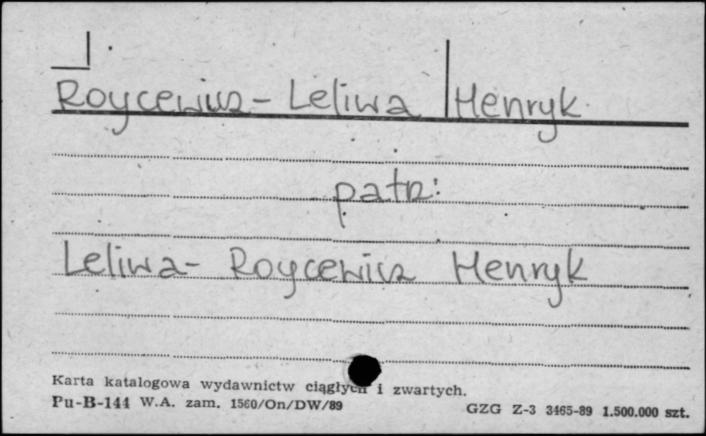 Roycewicz - Leliwa Henryk
patrz:
Leliwa - Roycewicz Henryk
Karta katalogowa wydawnictw ciągłych i zwartych.
Pu-B-144 W.A. zam. 1560/On/DW/89 GZG Z-3 3465-89 1.500.000 szt.